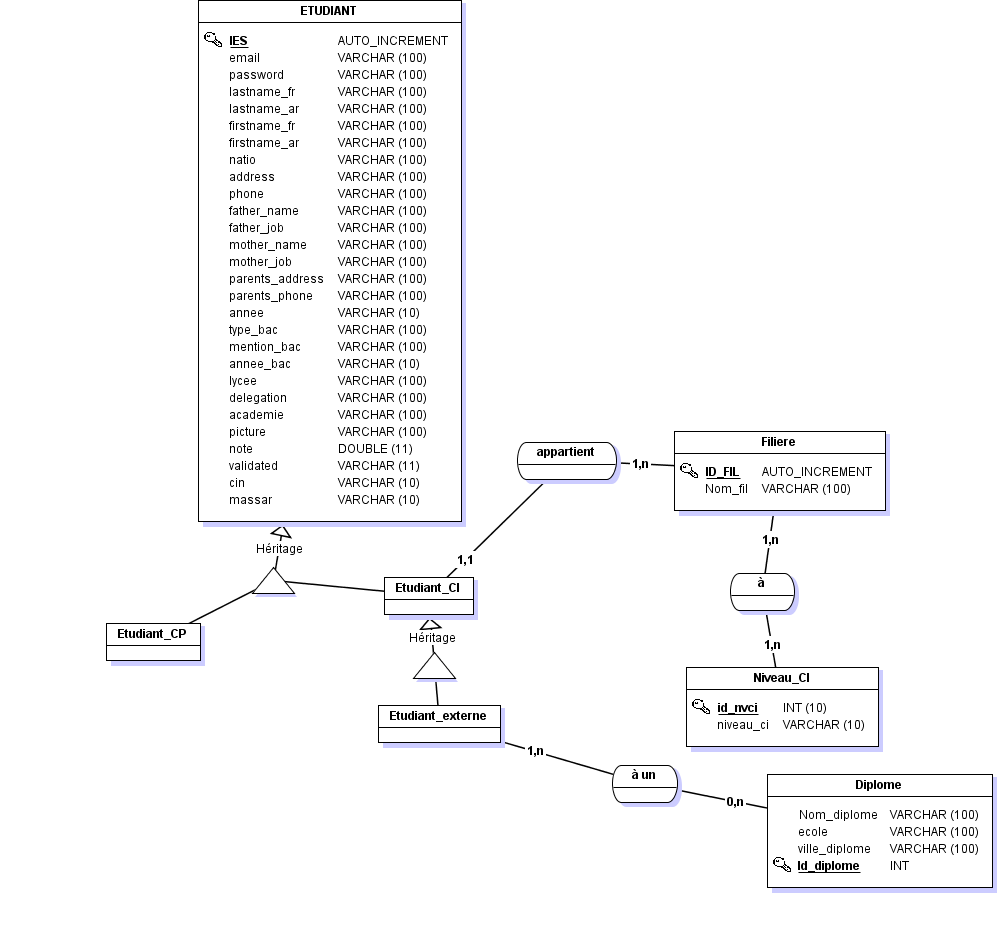 ETUDIANT
IES AUTO_INCREMENT
email VARCHAR (100)
password VARCHAR (100)
lastname_fr VARCHAR (100)
lastname_ar VARCHAR (100)
firstname_fr VARCHAR (100)
firstname_ar VARCHAR (100)
natio VARCHAR (100)
address VARCHAR (100)
phone VARCHAR (100)
father_name VARCHAR (100)
father_job VARCHAR (100)
mother_name VARCHAR (100)
mother_job VARCHAR (100)
parents_address VARCHAR (100)
parents_phone VARCHAR (100)
annee VARCHAR (10)
type_bac VARCHAR (100)
mention_bac VARCHAR (100)
annee_bac VARCHAR (10)
lycee VARCHAR (100)
delegation VARCHAR (100)
academie VARCHAR (100)
picture VARCHAR (100)
note DOUBLE (11)
validated VARCHAR (11)
cin VARCHAR (10)
massar VARCHAR (10)
Héritage
Etudiant_CP
Etudiant_CI
1,1
appartient
1,n
Filiere
ID_FIL AUTO_INCREMENT
Nom_fil VARCHAR (100)
1,n
à
1,n
Niveau_CI
id_nvci INT (10)
niveau_ci VARCHAR (10)
Héritage
Etudiant_externe
1,n
à un
0,n
Diplome
Nom_diplome VARCHAR (100)
ecole VARCHAR (100)
ville_diplome VARCHAR (100)
Id_diplome INT